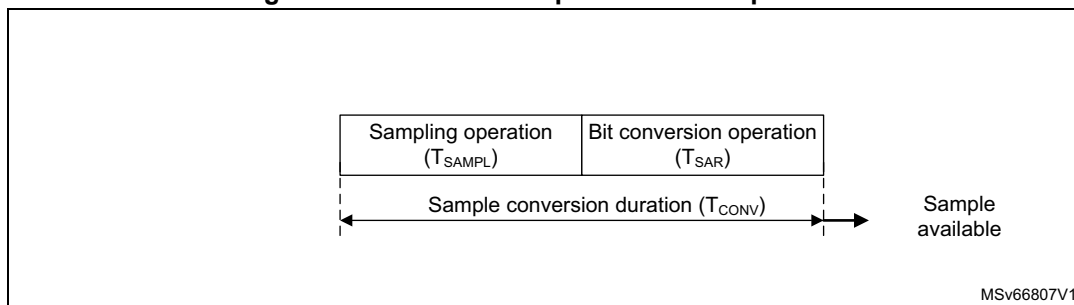 Sampling operation
(TSAMPL)
Bit conversion operation
(TSAR)
Sample conversion duration (TCONV)
Sample
available
MSv66807V1